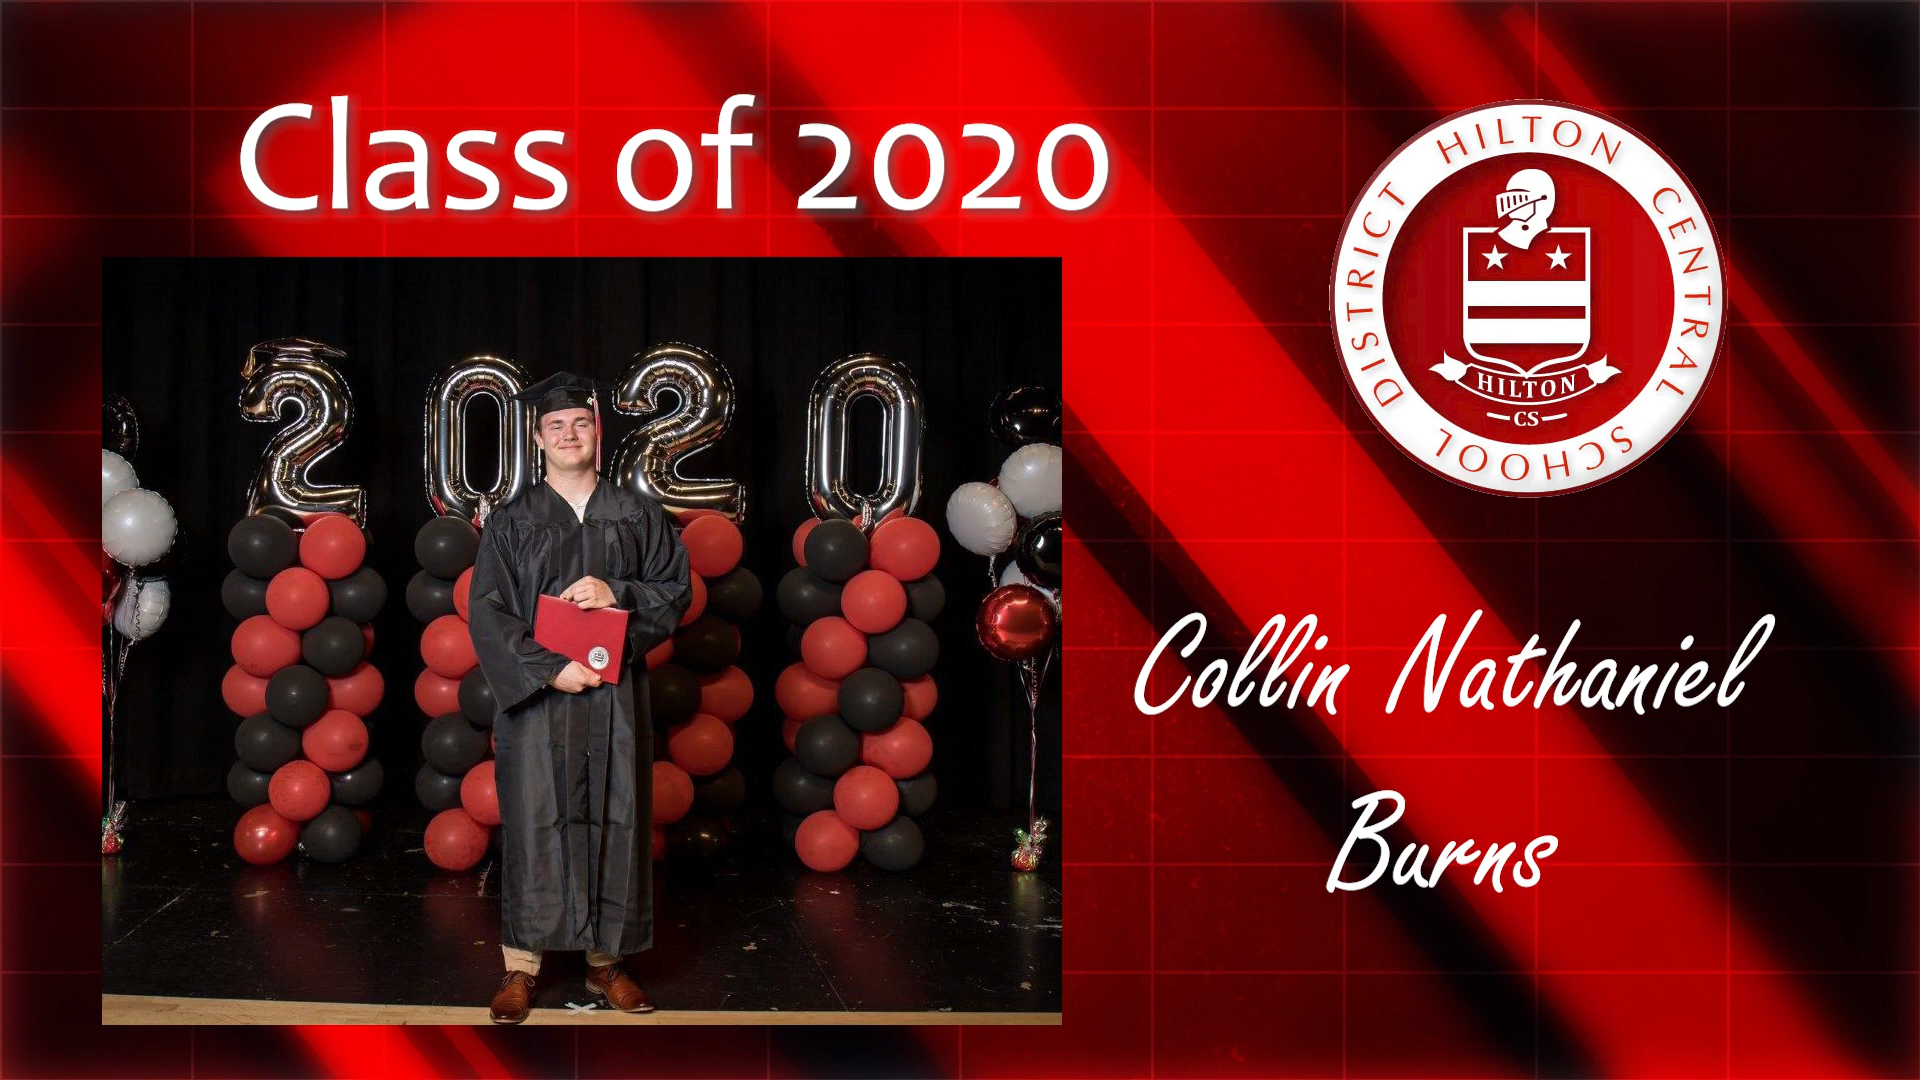 Class of 2020
HILTON CENTRAL SCHOOL DISTRICT
HILTON
CS
2020
Collin Nathaniel
Burns